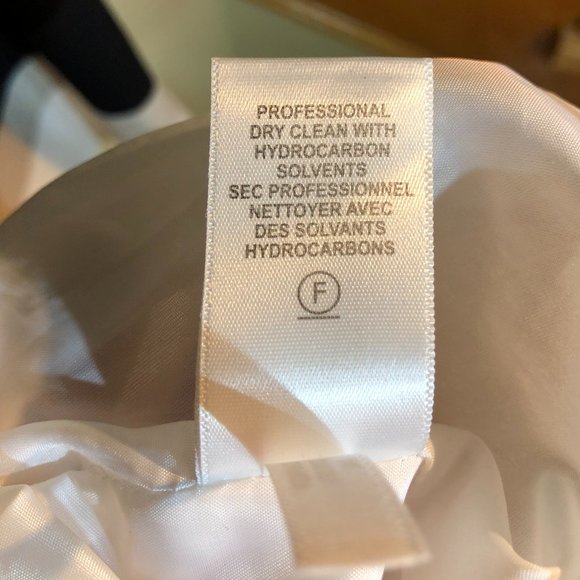 PROFESSIONAL
DRY CLEAN WITH
HYDROCARBON
SOLVENTS
SEC PROFESSIONNEL
NETTOYER AVEC
DES SOLVANTS
HYDROCARBONS
F